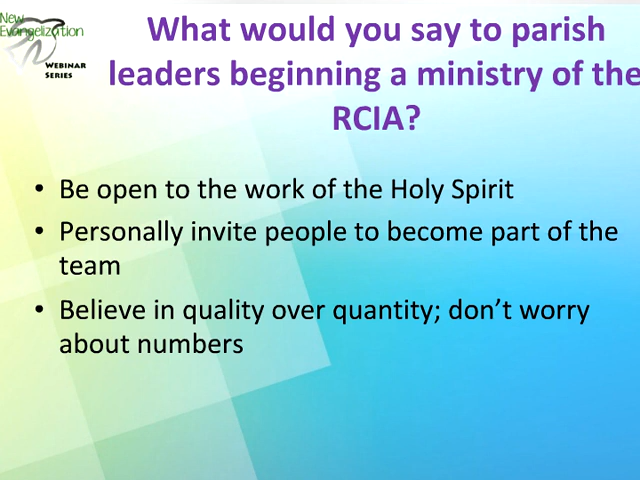 New
Evangelization
WEBINAR
SERIES
What would you say to parish
leaders beginning a ministry of the
RCIA?
• Be open to the work of the Holy Spirit
• Personally invite people to become part of the
team
• Believe in quality over quantity; don’t worry
about numbers